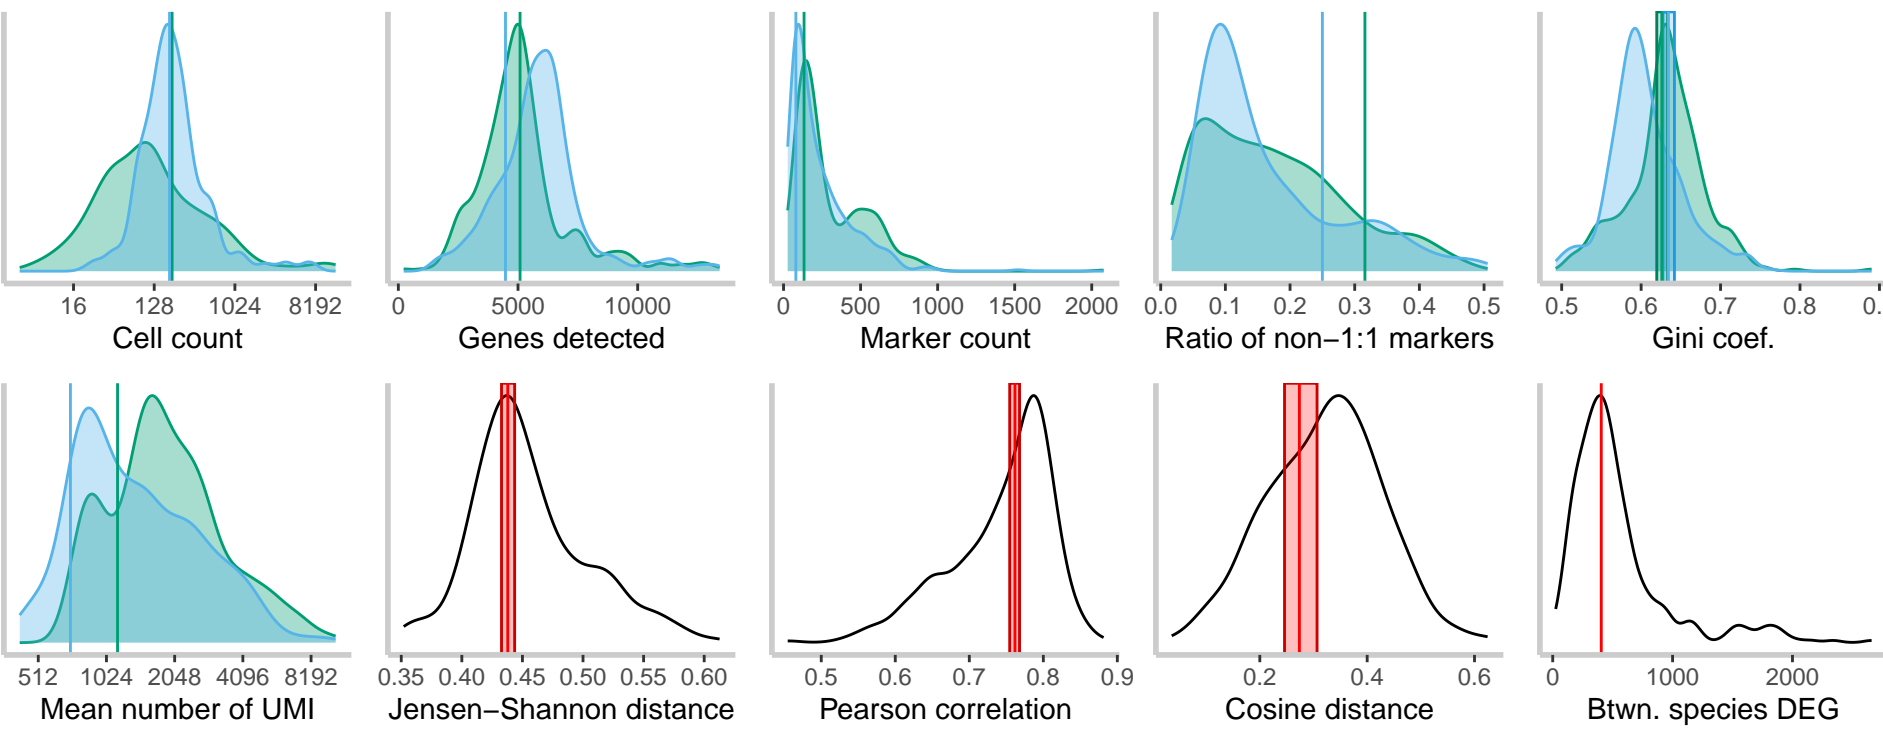 16 128 1024 8192
Cell count
0 5000 10000
Genes detected
0 500 1000 1500 2000
Marker count
0.0 0.1 0.2 0.3 0.4 0.5
Ratio of non−1:1 markers
0.5 0.6 0.7 0.8 0.
Gini coef.
512 1024 2048 4096 8192
Mean number of UMI
0.35 0.40 0.45 0.50 0.55 0.60
Jensen−Shannon distance
0.5 0.6 0.7 0.8 0.9
Pearson correlation
0.2 0.4 0.6
Cosine distance
0 1000 2000
Btwn. species DEG